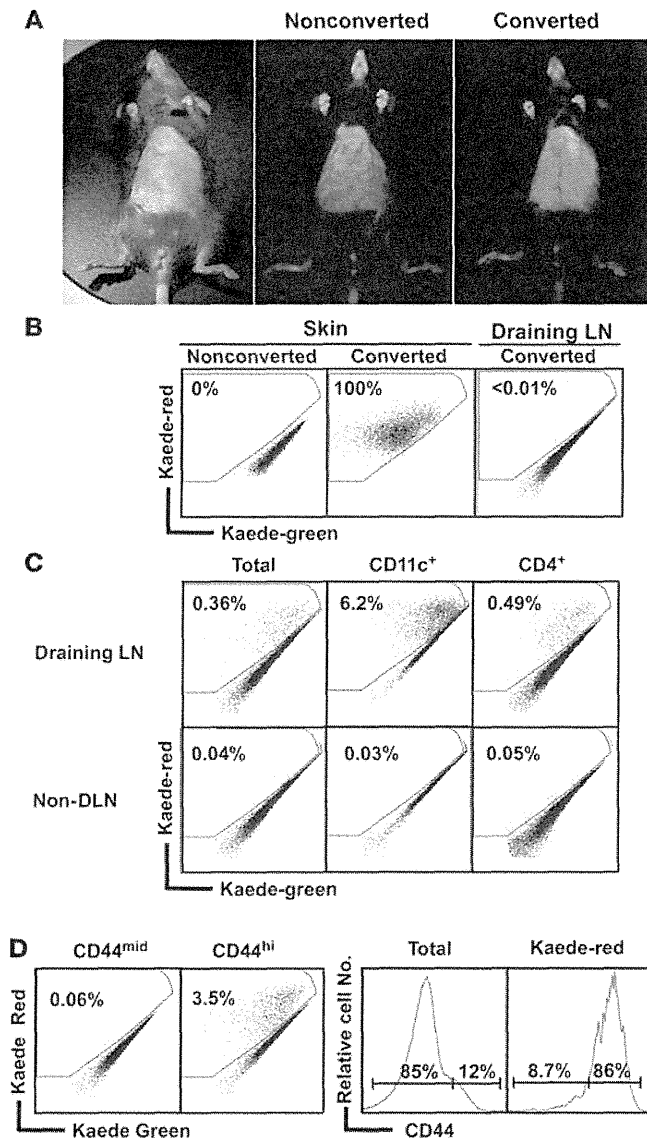 A
Nonconverted Converted
B
Skin Draining LN
Nonconverted Converted Converted
0% 100% <0.01%
Kaede-red
Kaede-green
C
Total CD11c+ CD4+
Draining LN
0.36% 6.2% 0.49%
Non-DLN
0.04% 0.03% 0.05%
Kaede-red
Kaede-green
D
CD44mid CD44hi Total Kaede-red
0.06% 3.5%
Kaede Red
Kaede Green
Relative cell No.
85% 12% 8.7% 86%
CD44